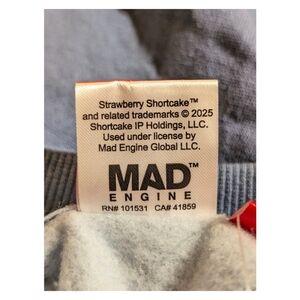 Strawberry Shortcake™
and related trademarks © 2025
Shortcake IP Holdings, LLC.
Used under license by
Mad Engine Global LLC.
MAD™
ENGINE
RN# 101531 CA# 41859